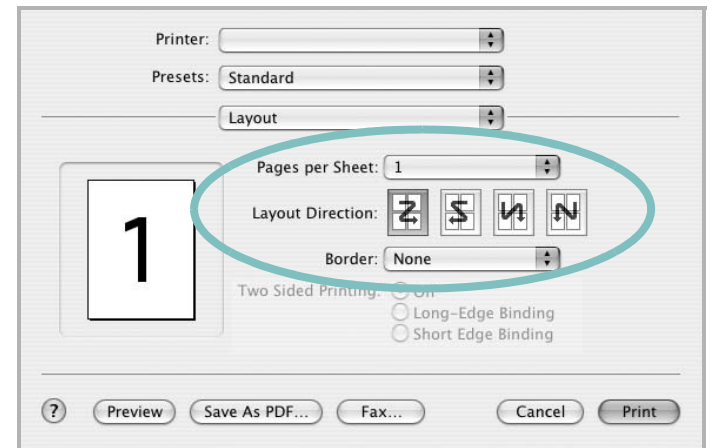 Printer:
Presets: Standard
Layout
Pages per Sheet: 1
Layout Direction:
Border: None
1
Two Sided Printing: Off
Long-Edge Binding
Short Edge Binding
? Preview Save As PDF... Fax... Cancel Print